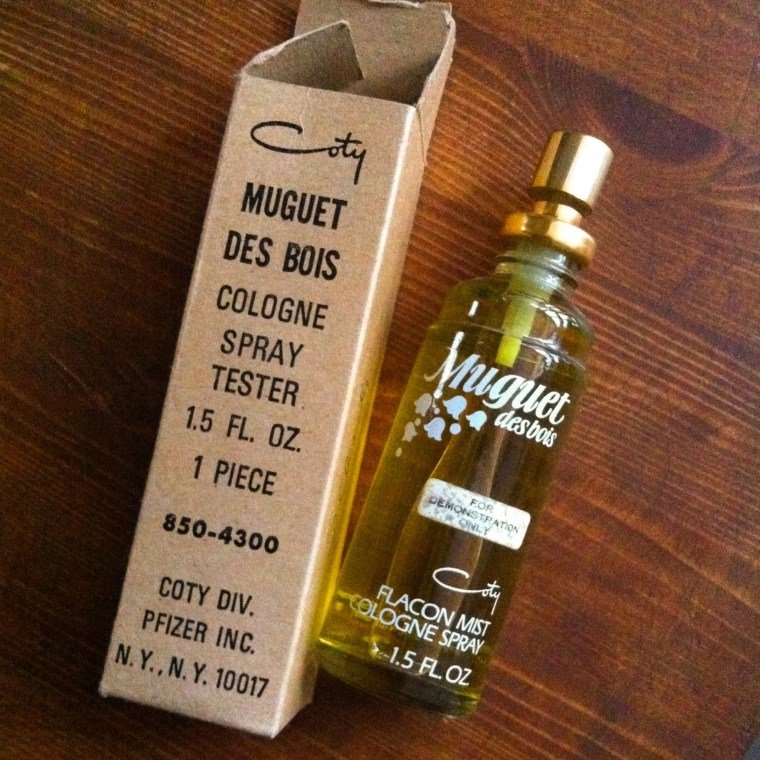 Coty
MUGUET
DES BOIS
COLOGNE
SPRAY
TESTER
1.5 FL. OZ.
1 PIECE
850-4300
COTY DIV.
PFIZER INC.
N.Y., N.Y. 10017
Muguet
des bois
FOR
DEMONSTRATION
ONLY
Coty
FLACON MIST
COLOGNE SPRAY
1.5 FL OZ